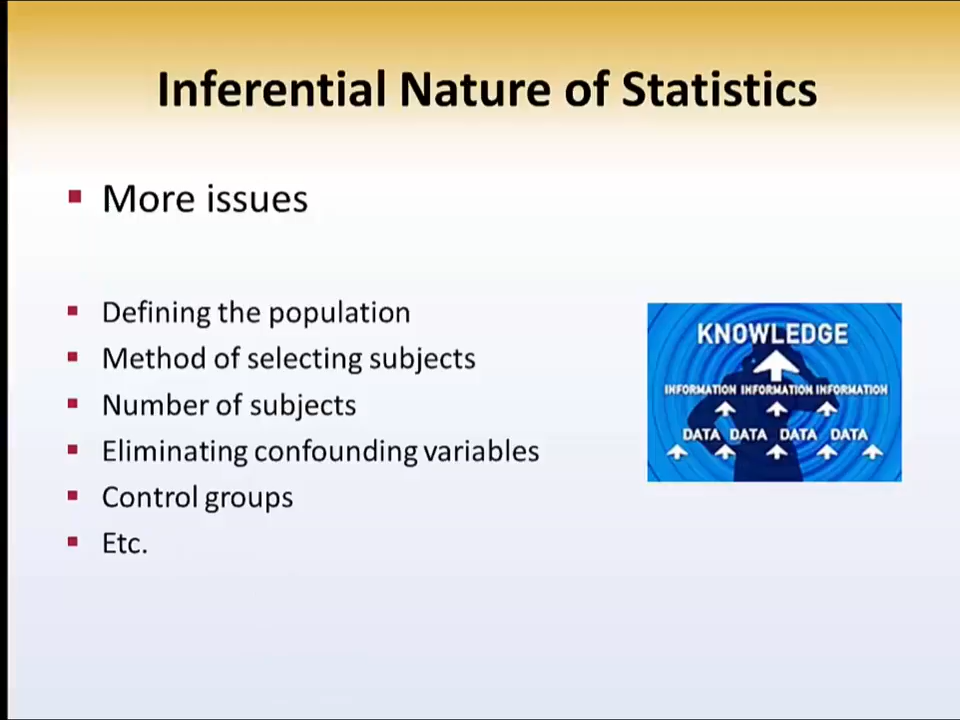 Inferential Nature of Statistics
More issues
Defining the population
Method of selecting subjects
Number of subjects
Eliminating confounding variables
Control groups
Etc.
KNOWLEDGE
INFORMATION INFORMATION INFORMATION
DATA DATA DATA DATA